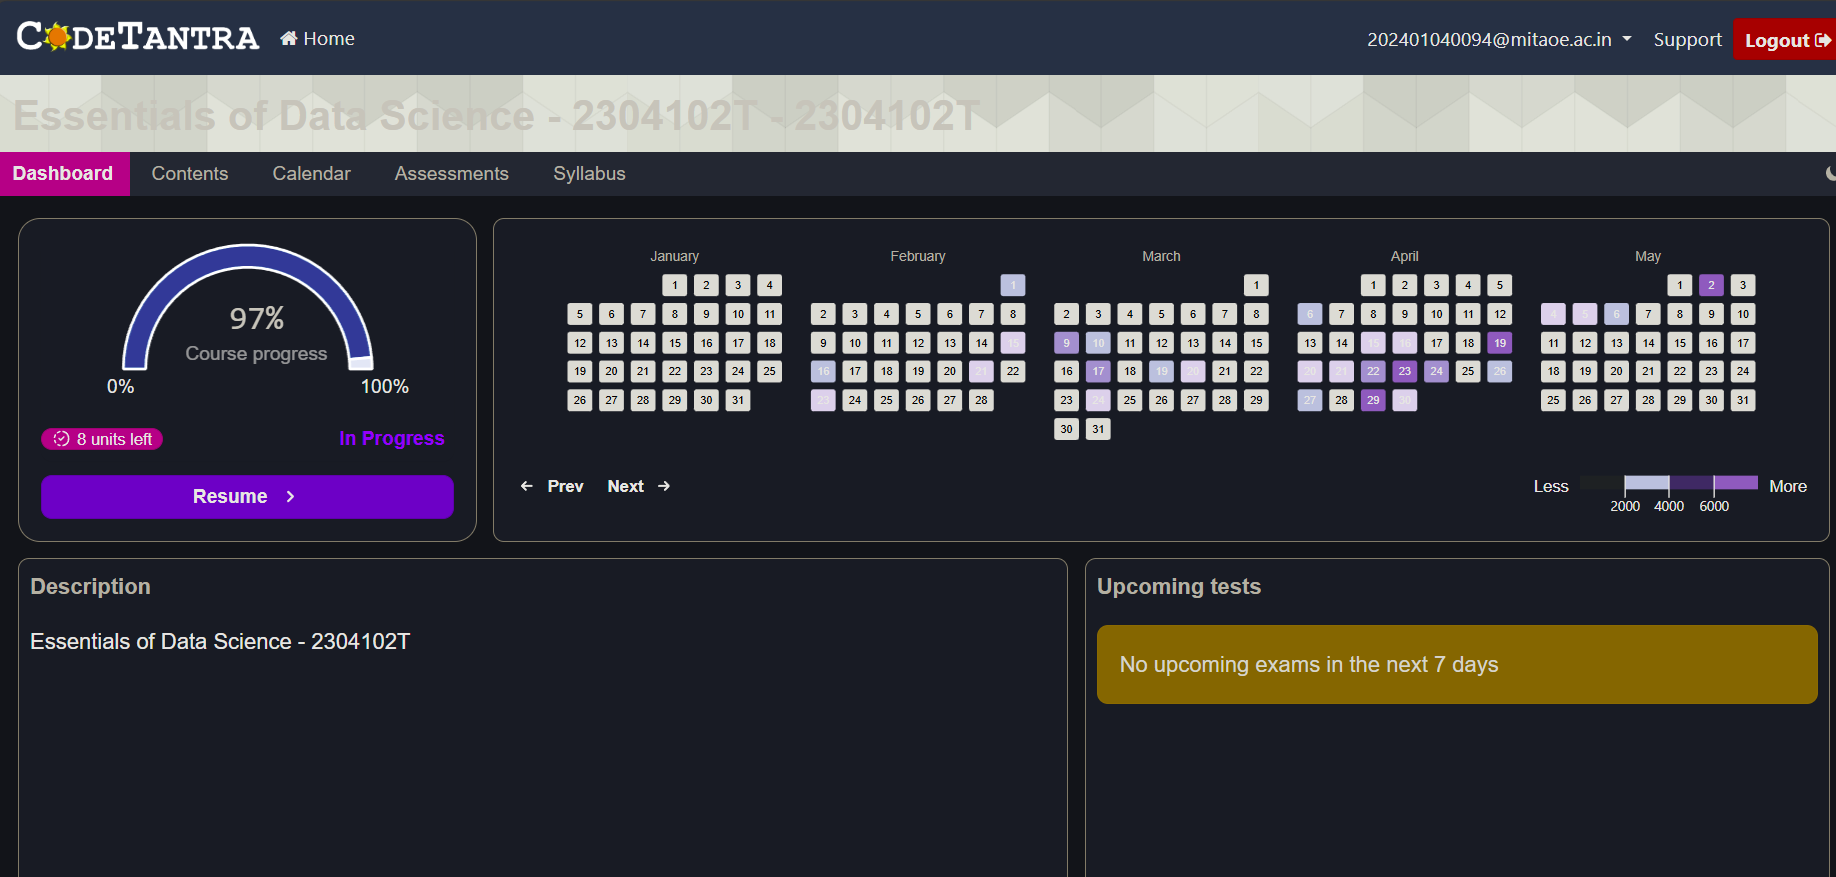 CODETANTRA Home 202401040094@mitaoe.ac.in Support Logout
Essentials of Data Science - 2304102T - 2304102T
Dashboard Contents Calendar Assessments Syllabus
97%
Course progress
0% 100%
8 units left In Progress
Resume
January
1 2 3 4
5 6 7 8 9 10 11
12 13 14 15 16 17 18
19 20 21 22 23 24 25
26 27 28 29 30 31
February
1
2 3 4 5 6 7 8
9 10 11 12 13 14 15
16 17 18 19 20 21 22
23 24 25 26 27 28
March
1
2 3 4 5 6 7 8
9 10 11 12 13 14 15
16 17 18 19 20 21 22
23 24 25 26 27 28 29
30 31
April
1 2 3 4 5
6 7 8 9 10 11 12
13 14 15 16 17 18 19
20 21 22 23 24 25 26
27 28 29 30
May
1 2 3
4 5 6 7 8 9 10
11 12 13 14 15 16 17
18 19 20 21 22 23 24
25 26 27 28 29 30 31
Prev Next
Less 2000 4000 6000 More
Description
Essentials of Data Science - 2304102T
Upcoming tests
No upcoming exams in the next 7 days